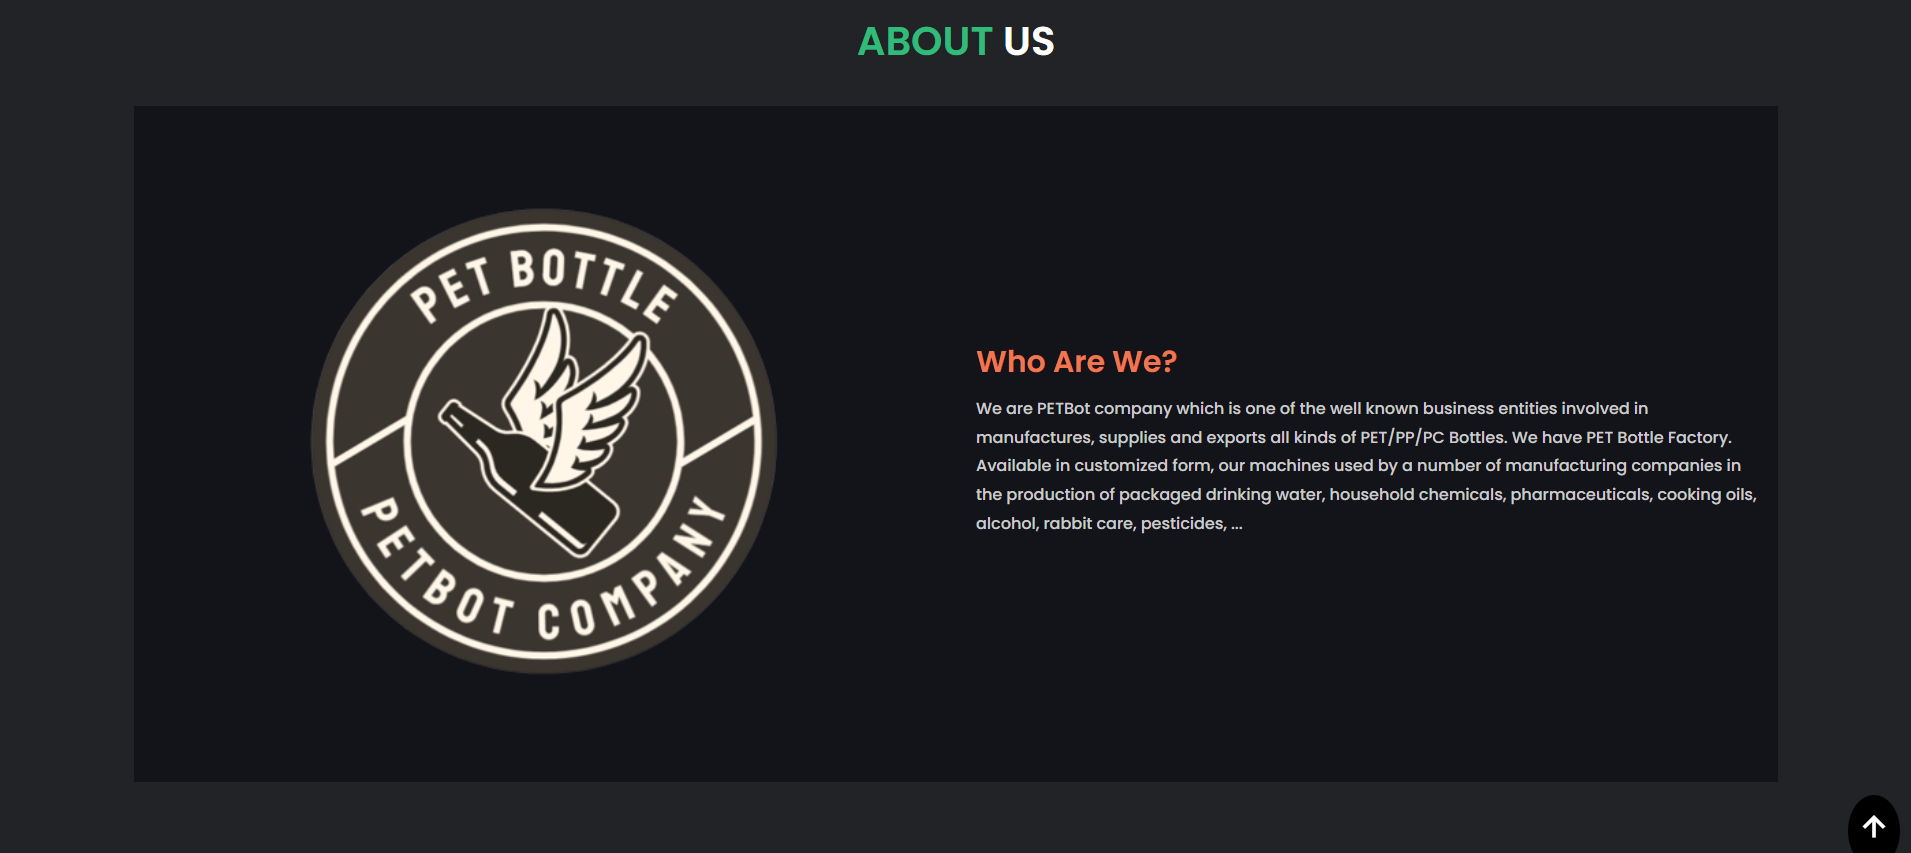 ABOUT US
PET BOTTLE
PETBOT COMPANY
Who Are We?
We are PETBot company which is one of the well known business entities involved in
manufactures, supplies and exports all kinds of PET/PP/PC Bottles. We have PET Bottle Factory.
Available in customized form, our machines used by a number of manufacturing companies in
the production of packaged drinking water, household chemicals, pharmaceuticals, cooking oils,
alcohol, rabbit care, pesticides, ...